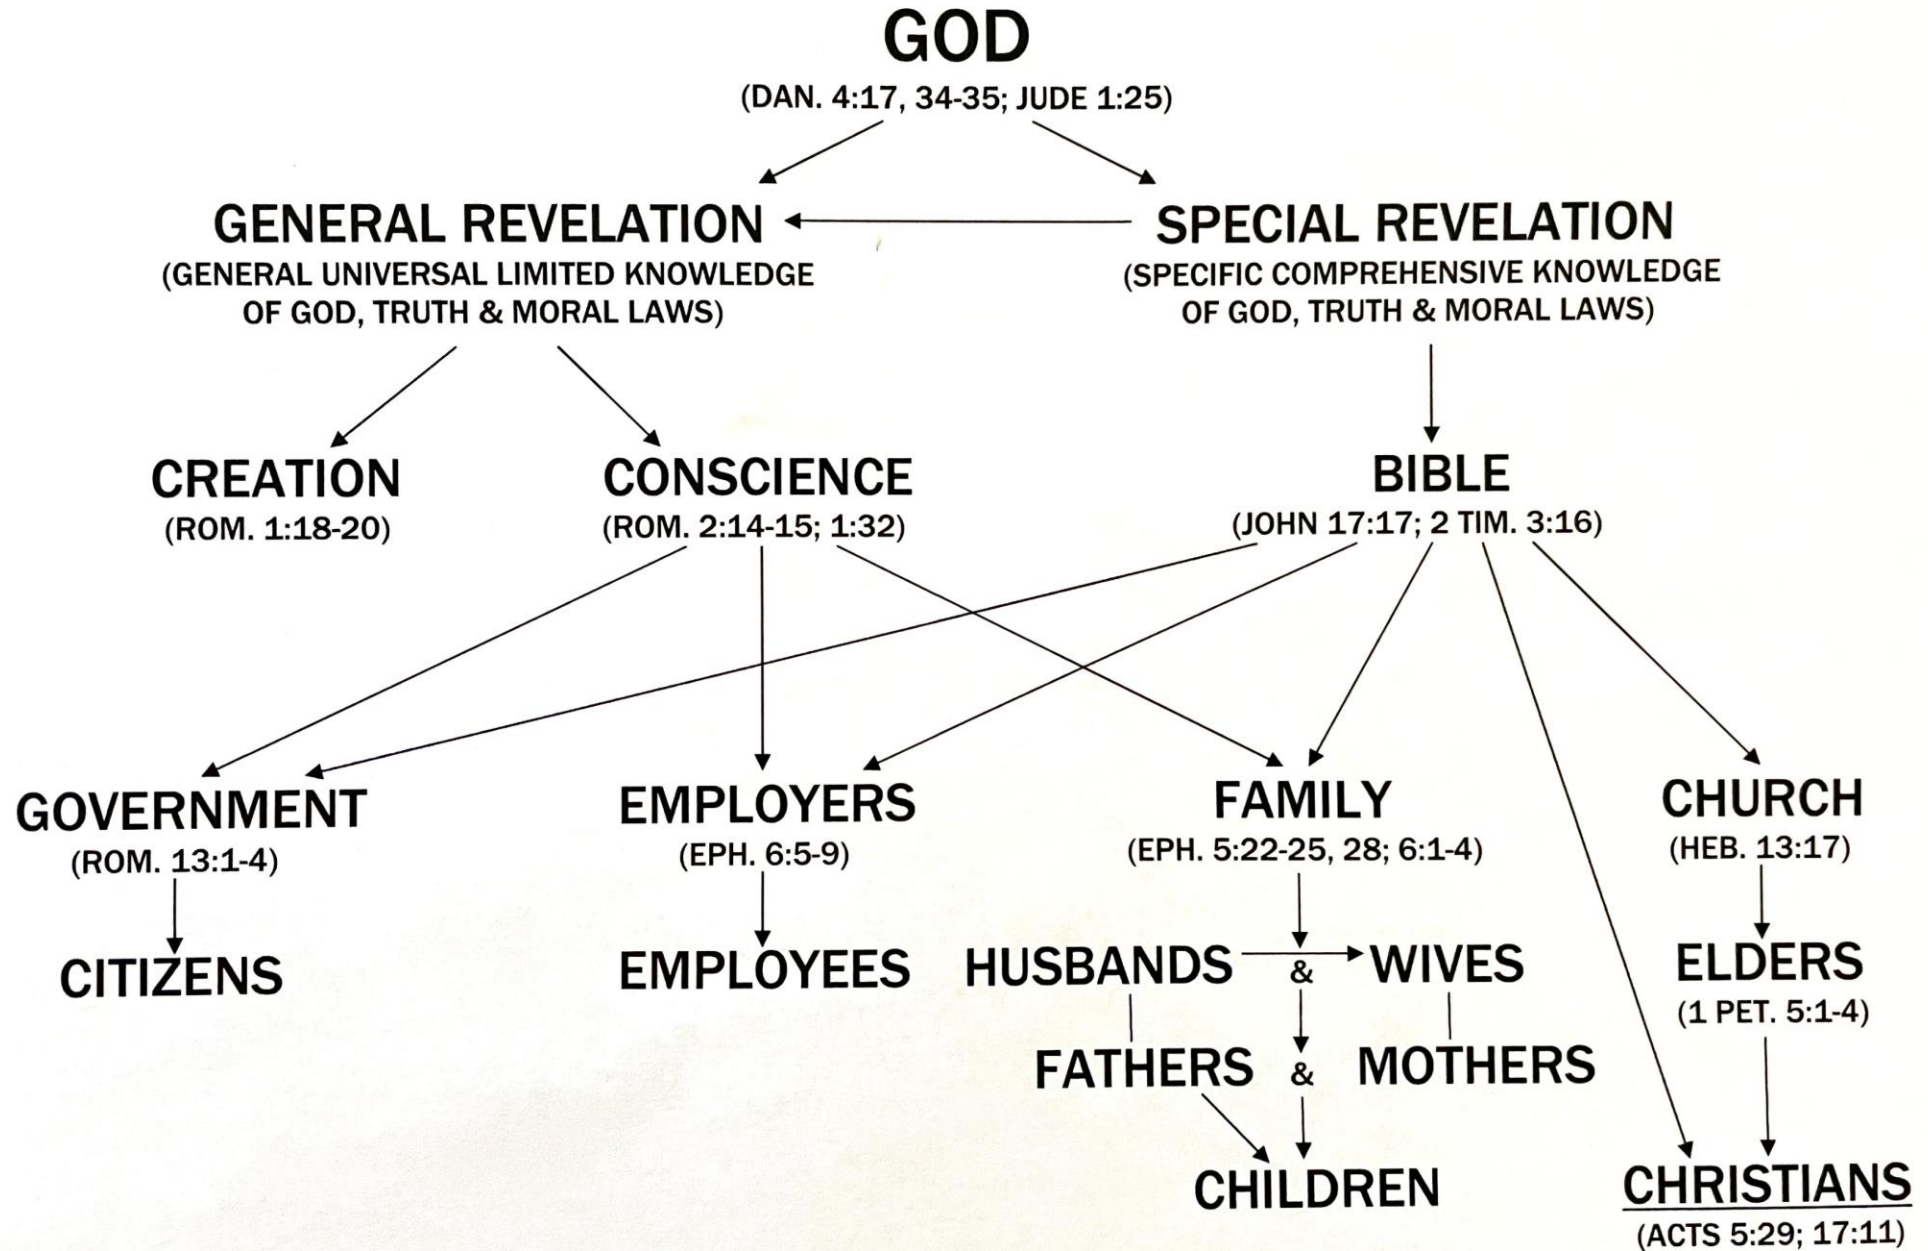 GOD
(DAN. 4:17, 34-35; JUDE 1:25)
GENERAL REVELATION
(GENERAL UNIVERSAL LIMITED KNOWLEDGE
OF GOD, TRUTH & MORAL LAWS)
SPECIAL REVELATION
(SPECIFIC COMPREHENSIVE KNOWLEDGE
OF GOD, TRUTH & MORAL LAWS)
CREATION
(ROM. 1:18-20)
CONSCIENCE
(ROM. 2:14-15; 1:32)
BIBLE
(JOHN 17:17; 2 TIM. 3:16)
GOVERNMENT
(ROM. 13:1-4)
CITIZENS
EMPLOYERS
(EPH. 6:5-9)
EMPLOYEES
FAMILY
(EPH. 5:22-25, 28; 6:1-4)
HUSBANDS & WIVES
FATHERS & MOTHERS
CHILDREN
CHURCH
(HEB. 13:17)
ELDERS
(1 PET. 5:1-4)
CHRISTIANS
(ACTS 5:29; 17:11)